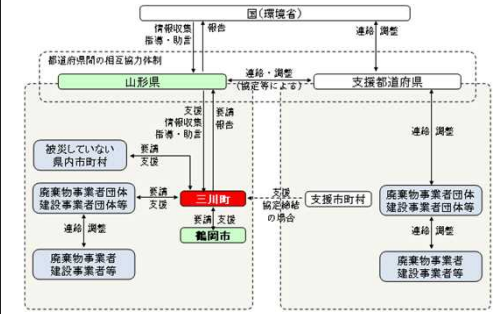 国(環境省)
情報収集
指導・助言
報告
連絡・調整
都道府県間の相互協力体制
山形県
連絡・調整
(協定等による)
支援都道府県
支援
情報収集
指導・助言
要請
報告
連絡 調整
被災していない
県内市町村
要請
支援
廃棄物事業者団体
建設事業者団体等
要請
支援
三川町
支援
協定締結
の場合
支援市町村
廃棄物事業者団体
建設事業者団体等
連絡 調整
要請 支援
鶴岡市
連絡 調整
廃棄物事業者
建設事業者等
廃棄物事業者
建設事業者等